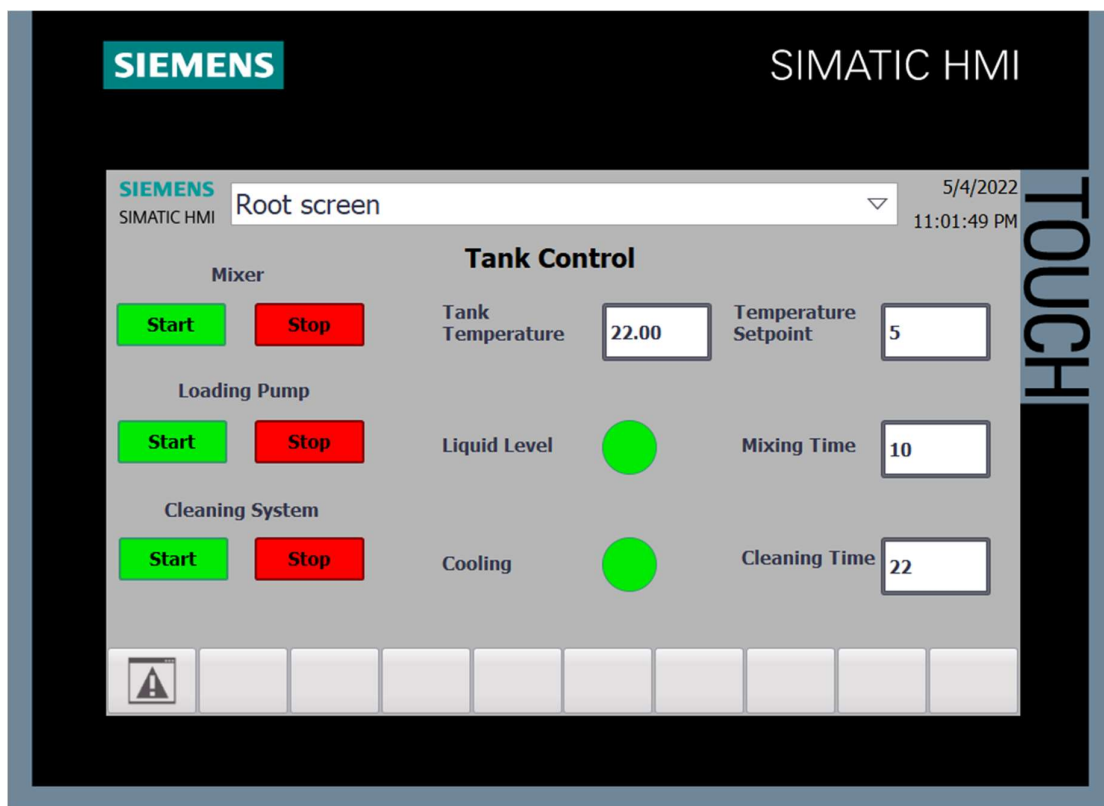 SIEMENS
SIMATIC HMI
TOUCH
SIEMENS
SIMATIC HMI
Root screen
5/4/2022
11:01:49 PM
Tank Control
Mixer
Start
Stop
Tank
Temperature
22.00
Temperature
Setpoint
5
Loading Pump
Start
Stop
Liquid Level
Mixing Time
10
Cleaning System
Start
Stop
Cooling
Cleaning Time
22